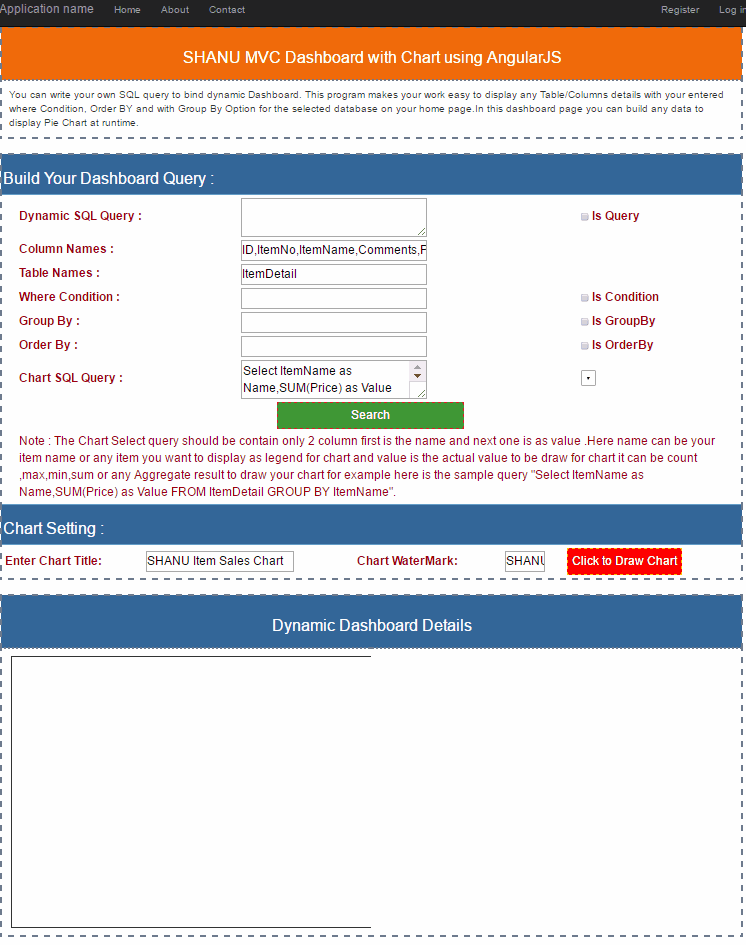 Application name Home About Contact Register Log in
SHANU MVC Dashboard with Chart using AngularJS
You can write your own SQL query to bind dynamic Dashboard. This program makes your work easy to display any Table/Columns details with your entered
where Condition, Order BY and with Group By Option for the selected database on your home page.In this dashboard page you can build any data to
display Pie Chart at runtime.
Build Your Dashboard Query :
Dynamic SQL Query : Is Query
Column Names : ID,ItemNo,ItemName,Comments,F
Table Names : ItemDetail
Where Condition : Is Condition
Group By : Is GroupBy
Order By : Is OrderBy
Chart SQL Query : Select ItemName as
Name,SUM(Price) as Value
Search
Note : The Chart Select query should be contain only 2 column first is the name and next one is as value .Here name can be your
item name or any item you want to display as legend for chart and value is the actual value to be draw for chart it can be count
,max,min,sum or any Aggregate result to draw your chart for example here is the sample query "Select ItemName as
Name,SUM(Price) as Value FROM ItemDetail GROUP BY ItemName".
Chart Setting :
Enter Chart Title: SHANU Item Sales Chart Chart WaterMark: SHANU Click to Draw Chart
Dynamic Dashboard Details